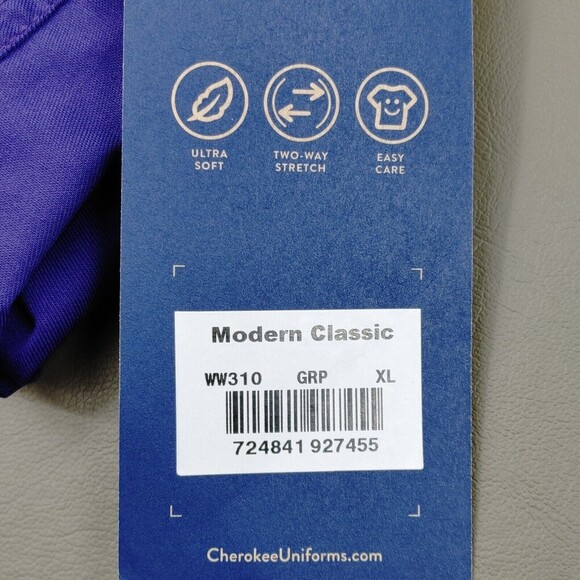 ULTRA SOFT
TWO-WAY STRETCH
EASY CARE
Modern Classic
WW310 GRP XL
724841 927455
CherokeeUniforms.com